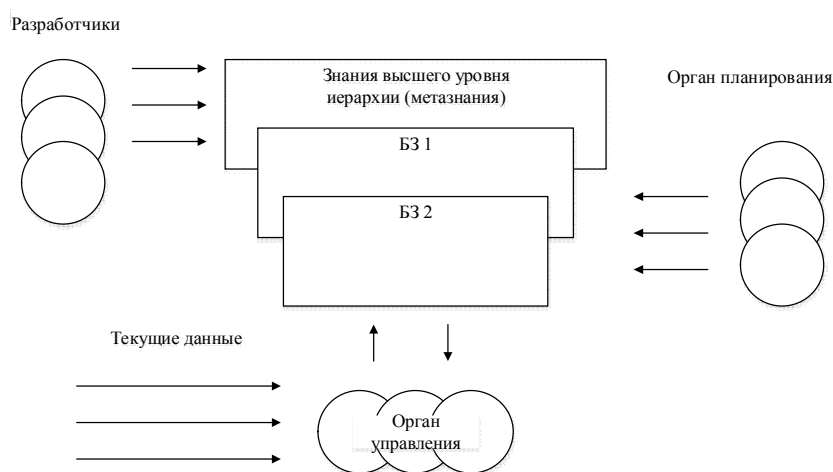 Разработчики
Знания высшего уровня
иерархии (метазнания)
Орган планирования
БЗ 1
БЗ 2
Текущие данные
Орган
управления